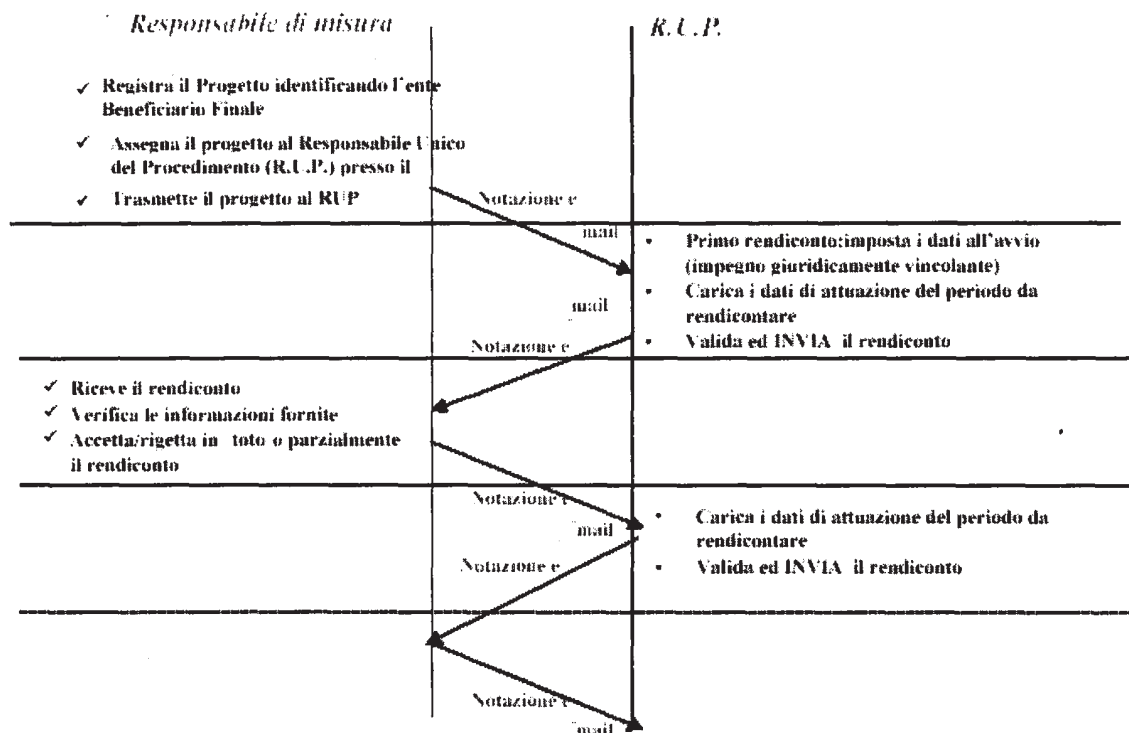 Responsabile di misura
R.U.P.
✓ Registra il Progetto identificando l'ente
Beneficiario Finale
✓ Assegna il progetto al Responsabile Unico
del Procedimento (R.U.P.) presso il
✓ Trasmette il progetto al RUP
Notazione e
mail
• Primo rendiconto:imposta i dati all'avvio
(impegno giuridicamente vincolante)
• Carica i dati di attuazione del periodo da
rendicontare
• Valida ed INVIA il rendiconto
mail
Notazione e
✓ Riceve il rendiconto
✓ Verifica le informazioni fornite
✓ Accetta/rigetta in toto o parzialmente
il rendiconto
Notazione e
mail
• Carica i dati di attuazione del periodo da
rendicontare
• Valida ed INVIA il rendiconto
Notazione e
Notazione e
mail